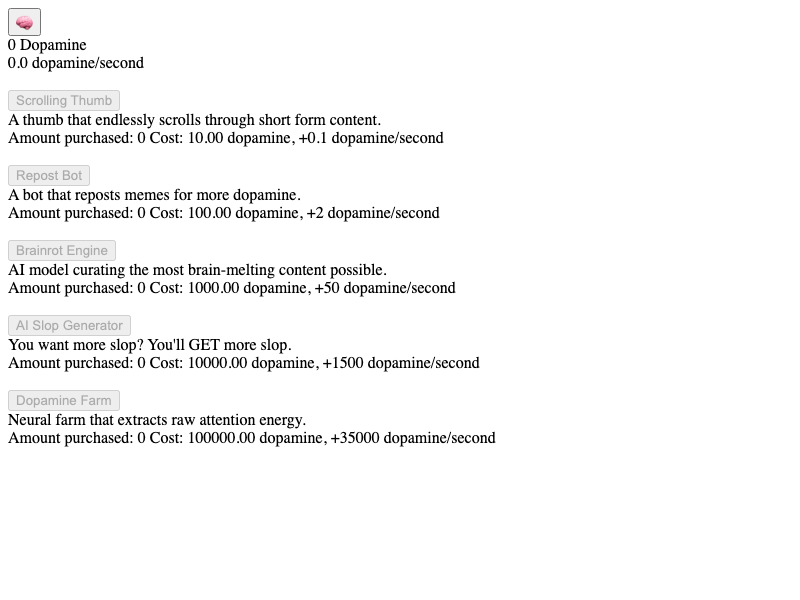 🧠
0 Dopamine
0.0 dopamine/second
Scrolling Thumb
A thumb that endlessly scrolls through short form content.
Amount purchased: 0 Cost: 10.00 dopamine, +0.1 dopamine/second
Repost Bot
A bot that reposts memes for more dopamine.
Amount purchased: 0 Cost: 100.00 dopamine, +2 dopamine/second
Brainrot Engine
AI model curating the most brain-melting content possible.
Amount purchased: 0 Cost: 1000.00 dopamine, +50 dopamine/second
AI Slop Generator
You want more slop? You'll GET more slop.
Amount purchased: 0 Cost: 10000.00 dopamine, +1500 dopamine/second
Dopamine Farm
Neural farm that extracts raw attention energy.
Amount purchased: 0 Cost: 100000.00 dopamine, +35000 dopamine/second